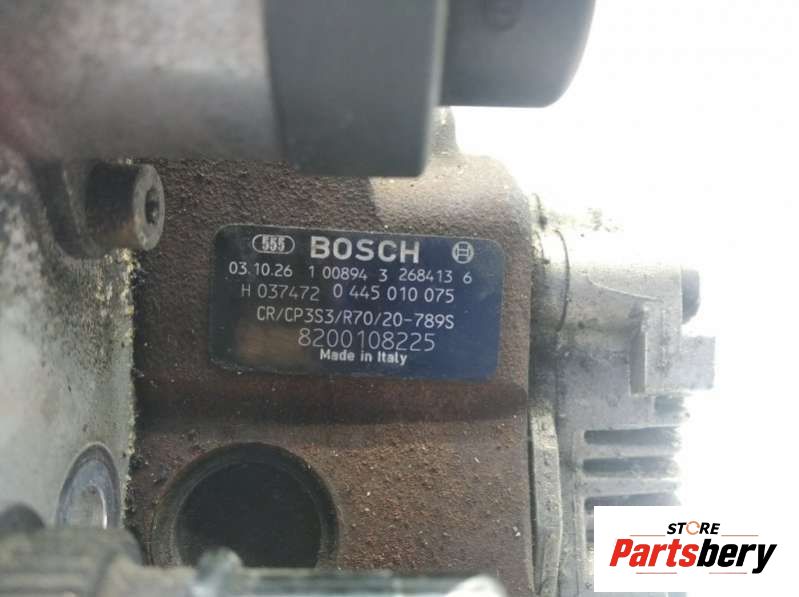 555 BOSCH
03.10.26 1 00894 3 268413 6
H 037472 0 445 010 075
CR/CP3S3/R70/20-789S
8200108225
Made in Italy
STORE
Partsbery